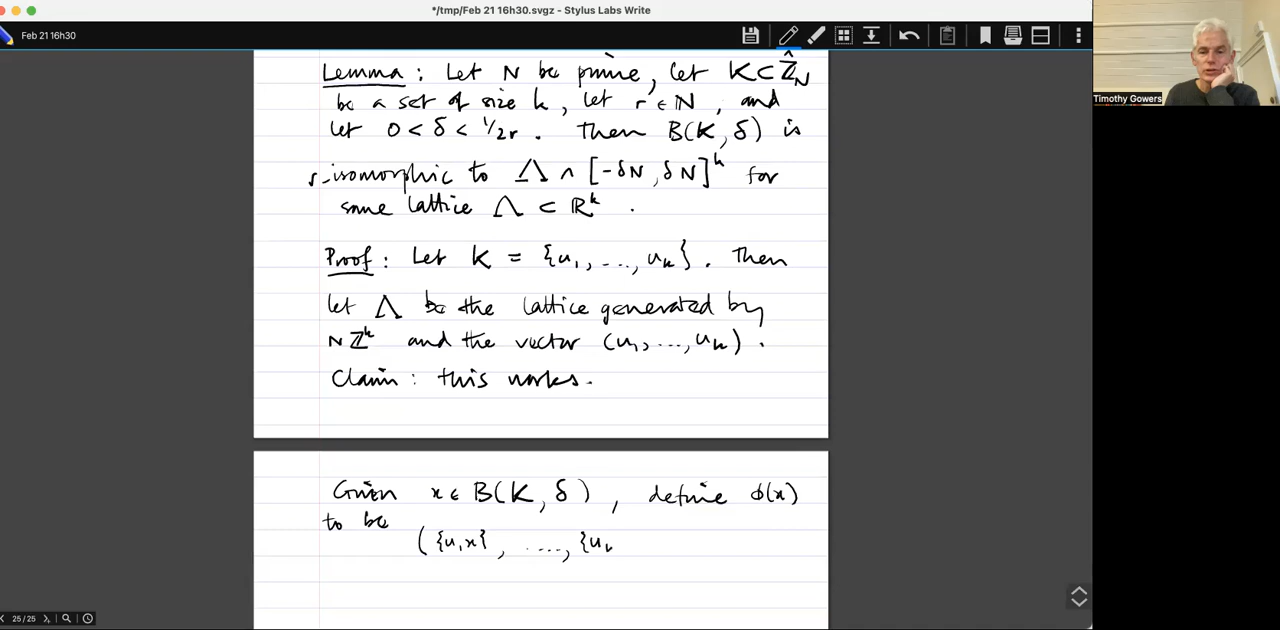 */tmp/Feb 21 16h30.svgz - Stylus Labs Write
Feb 21 16h30
Timothy Gowers
Lemma : Let N be prime, let K ⊂ Ẑ_N
be a set of size k, let r ∈ ℕ, and
let 0 < δ < 1/2r . Then B(K, δ) is
r-isomorphic to Λ ∩ [-δN, δN]^k for
some lattice Λ ⊂ ℝ^k .
Proof : Let K = {u_1, ..., u_k} . Then
let Λ be the lattice generated by
Nℤ^k and the vector (u_1, ..., u_k) .
Claim : this works.
Given x ∈ B(K, δ) , define φ(x)
to be
({u_1x} , ...., {u_k
25/25